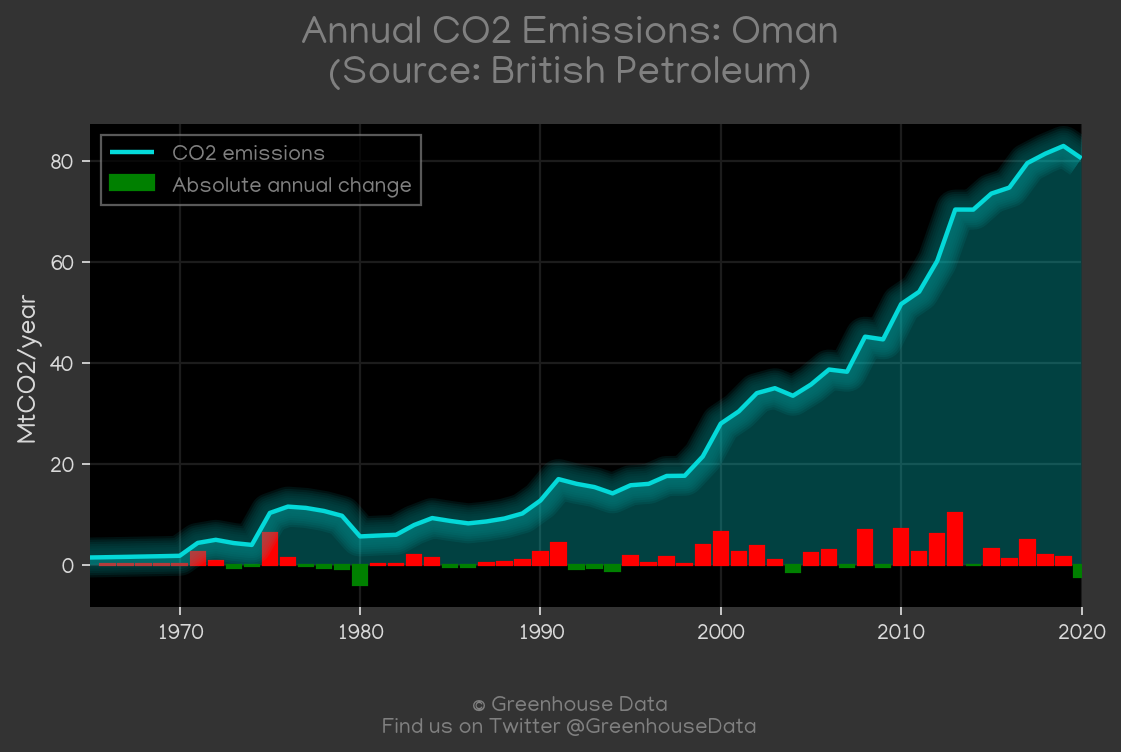 Annual CO2 Emissions: Oman
(Source: British Petroleum)
CO2 emissions
Absolute annual change
MtCO2/year
80
60
40
20
0
1970 1980 1990 2000 2010 2020
© Greenhouse Data
Find us on Twitter @GreenhouseData